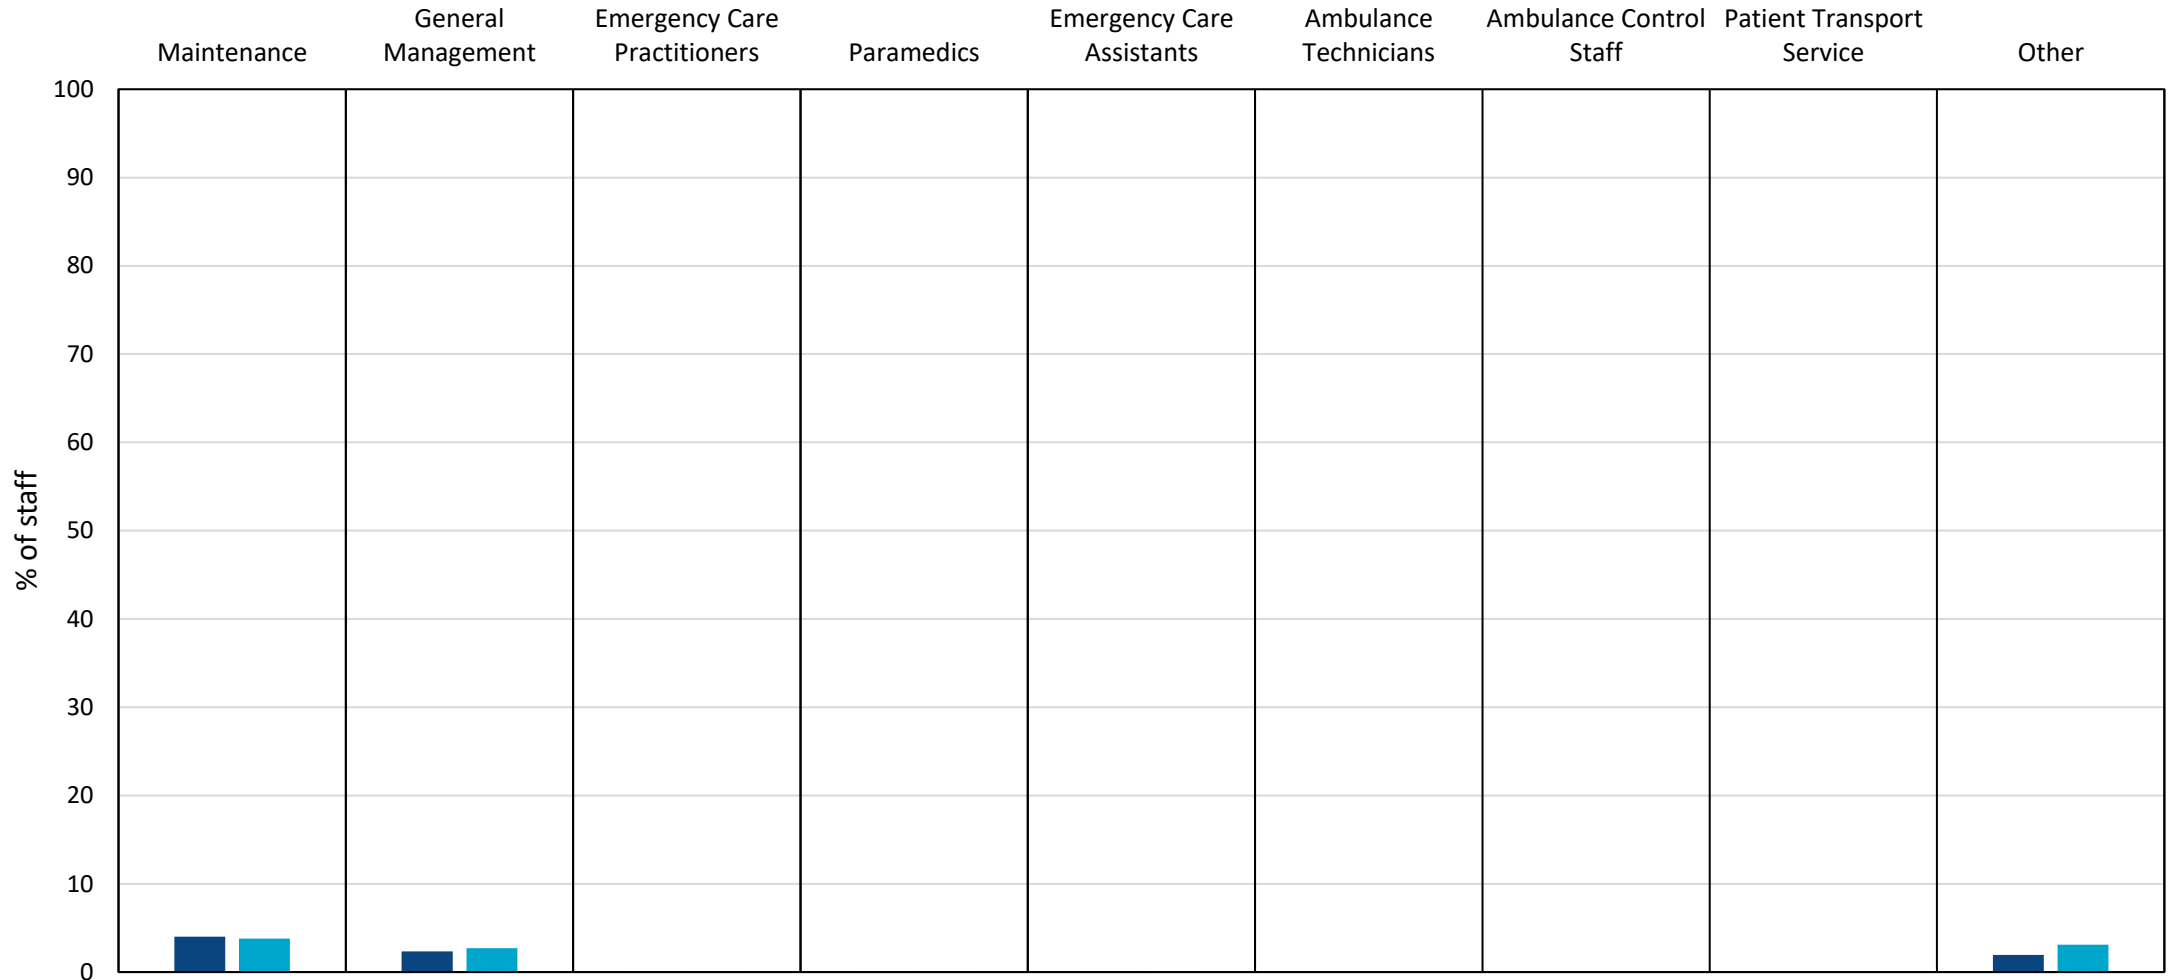 Maintenance
General
Management
Emergency Care
Practitioners
Paramedics
Emergency Care
Assistants
Ambulance
Technicians
Ambulance Control
Staff
Patient Transport
Service
Other
100
90
80
70
60
50
40
30
20
10
0
% of staff